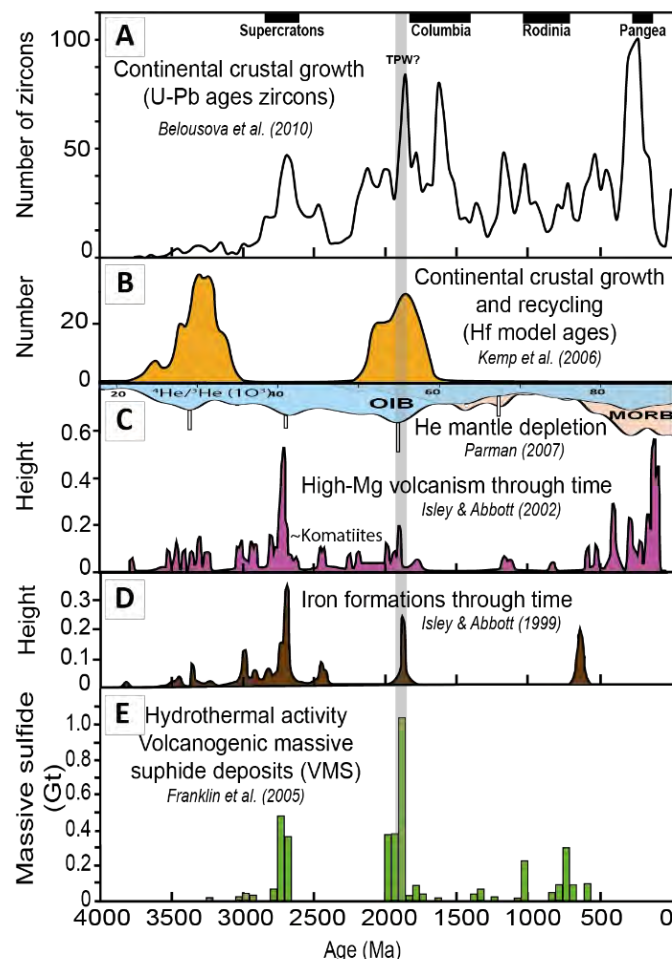 Supercratons Columbia Rodinia Pangea
A
TPW?
Continental crustal growth
(U-Pb ages zircons)
Belousova et al. (2010)
Number of zircons
100
50
0
B
Continental crustal growth
and recycling
(Hf model ages)
Kemp et al. (2006)
Number
20
0
20 ⁴He/³He (10³) 40 60 80
OIB
MORB
C
He mantle depletion
Parman (2007)
High-Mg volcanism through time
Isley & Abbott (2002)
~Komatiites
Height
0.6
0.4
0.2
0
D
Iron formations through time
Isley & Abbott (1999)
Height
0.3
0.2
0.1
0
E
Hydrothermal activity
Volcanogenic massive
suphide deposits (VMS)
Franklin et al. (2005)
Massive sulfide
(Gt)
1.0
0.8
0.6
0.4
0.2
0
4000 3500 3000 2500 2000 1500 1000 500 0
Age (Ma)